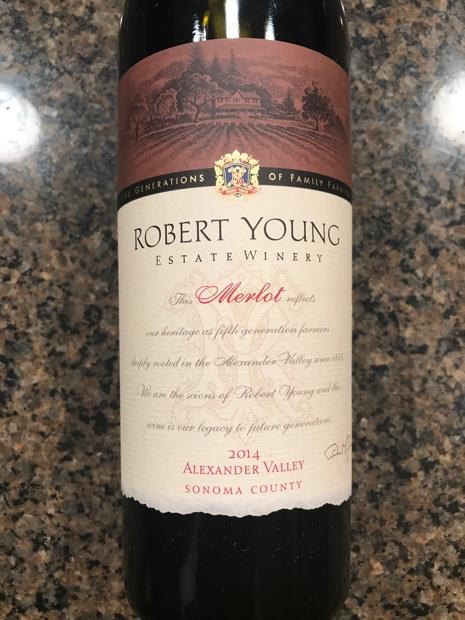 Generations of Family Farming
Robert Young
Estate Winery
This Merlot reflects
our heritage as fifth generation farmers
deeply rooted in the Alexander Valley since 1858.
We are the scions of Robert Young and this
wine is our legacy to future generations.
2014
Alexander Valley
Sonoma County